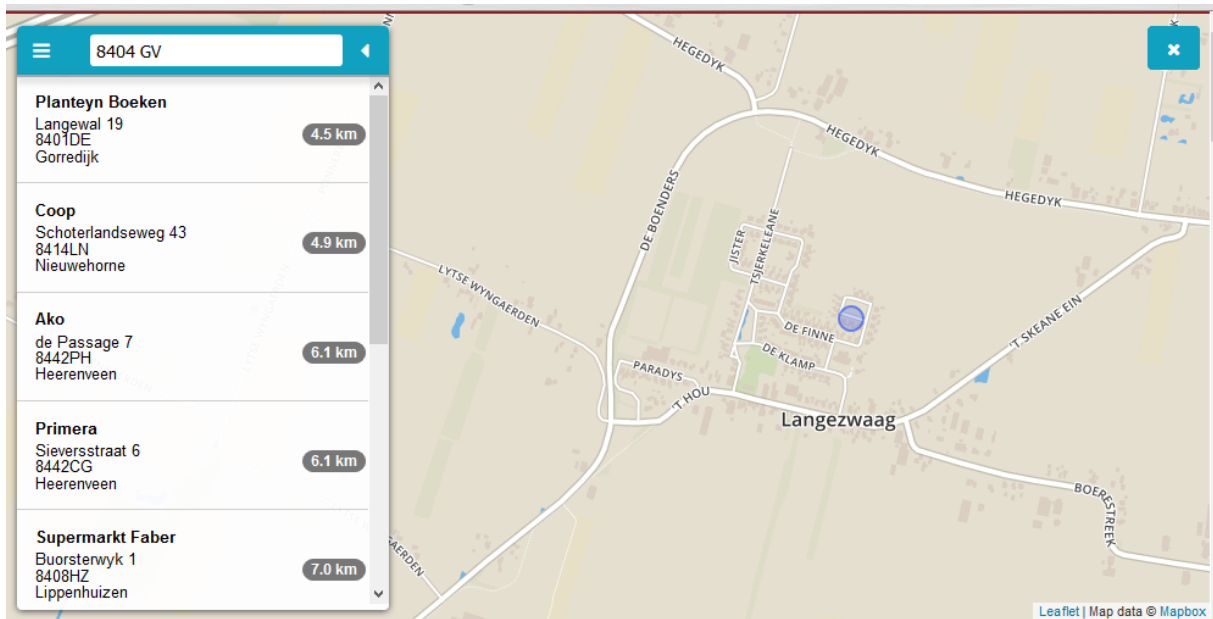 8404 GV
Planteyn Boeken
Langewal 19
8401DE
Gorredijk
4.5 km
Coop
Schoterlandseweg 43
8414LN
Nieuwehorne
4.9 km
Ako
de Passage 7
8442PH
Heerenveen
6.1 km
Primera
Sieversstraat 6
8442CG
Heerenveen
6.1 km
Supermarkt Faber
Buorsterwyk 1
8408HZ
Lippenhuizen
7.0 km
HEGEDYK
HEGEDYK
HEGEDYK
DE BOENDERS
JISTER
TSJERKELEANE
LYTSE WYNGAERDEN
DE FINNE
DE KLAMP
PARADYS
'T HOU
'T SKEANE EIN
Langezwaag
BOERESTREEK
GAERDEN
Leaflet | Map data © Mapbox